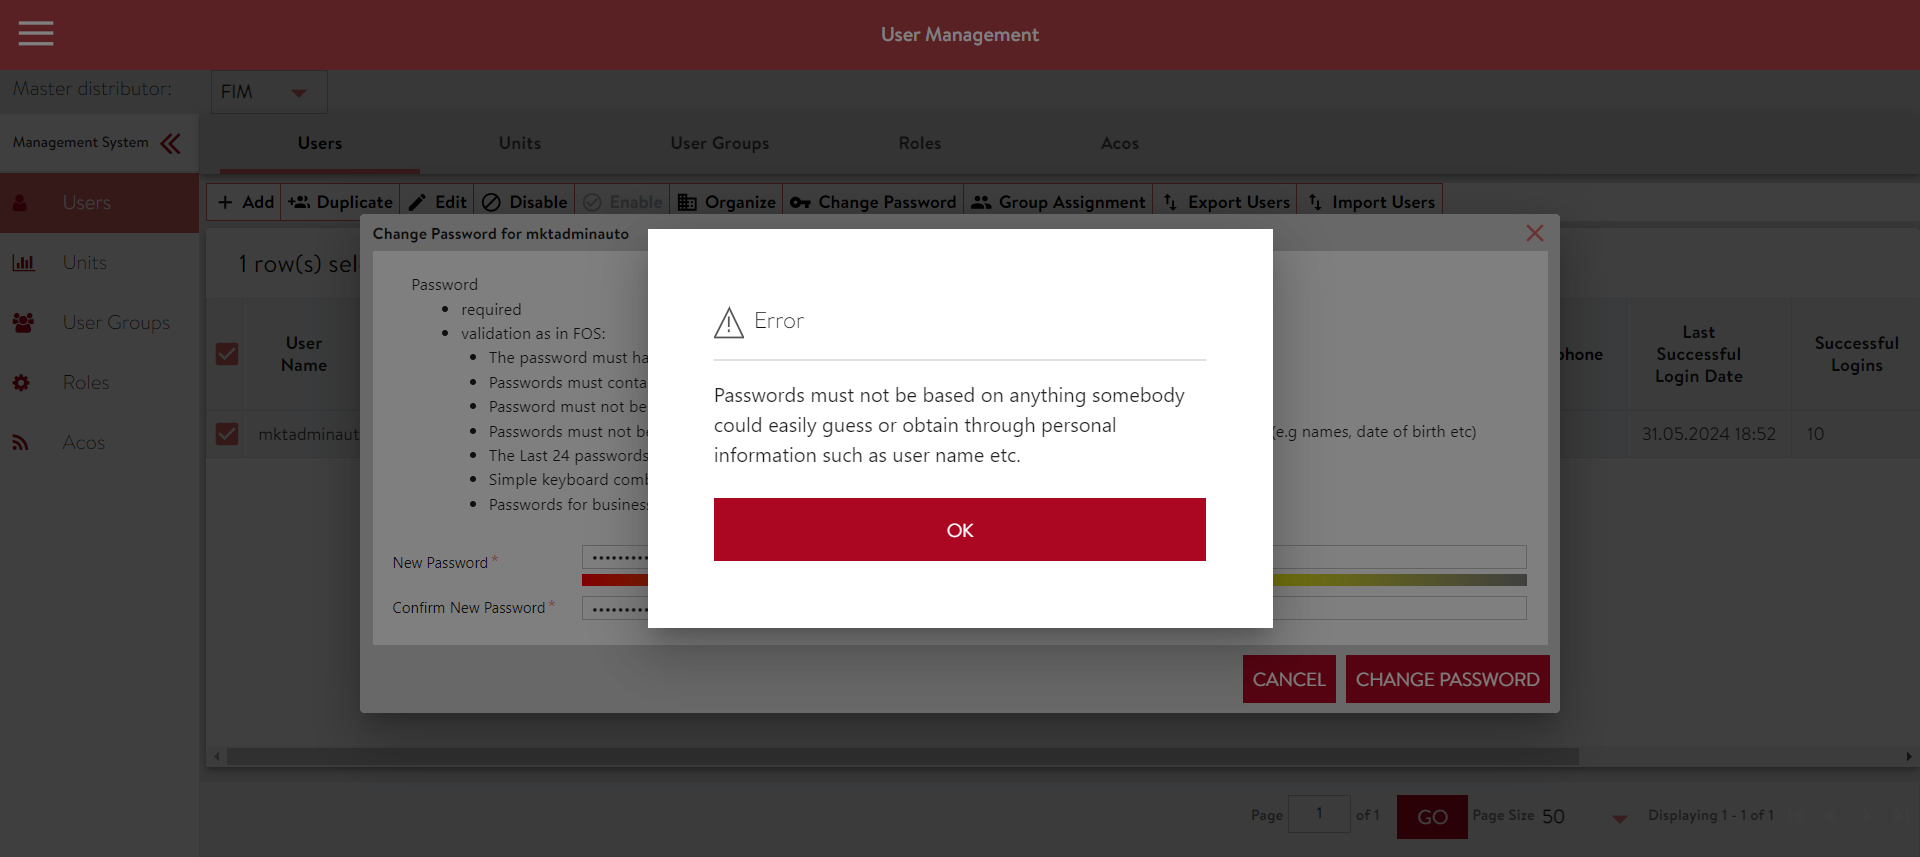 User Management
Master distributor:
FIM
Management System
Users
Units
User Groups
Roles
Acos
Users
Units
User Groups
Roles
Acos
Add
Duplicate
Edit
Disable
Enable
Organize
Change Password
Group Assignment
Export Users
Import Users
1 row(s)
User
Name
phone
Last
Successful
Login Date
Successful
Logins
mktadminaut
31.05.2024 18:52
10
Change Password for mktadminauto
Password
required
validation as in FOS:
The password must ha
Passwords must conta
Password must not be
Passwords must not be
(e.g names, date of birth etc)
The Last 24 passwords
Simple keyboard comb
Passwords for business
New Password *
Confirm New Password *
CANCEL
CHANGE PASSWORD
Error
Passwords must not be based on anything somebody
could easily guess or obtain through personal
information such as user name etc.
OK
Page
1
of 1
GO
Page Size
50
Displaying 1 - 1 of 1